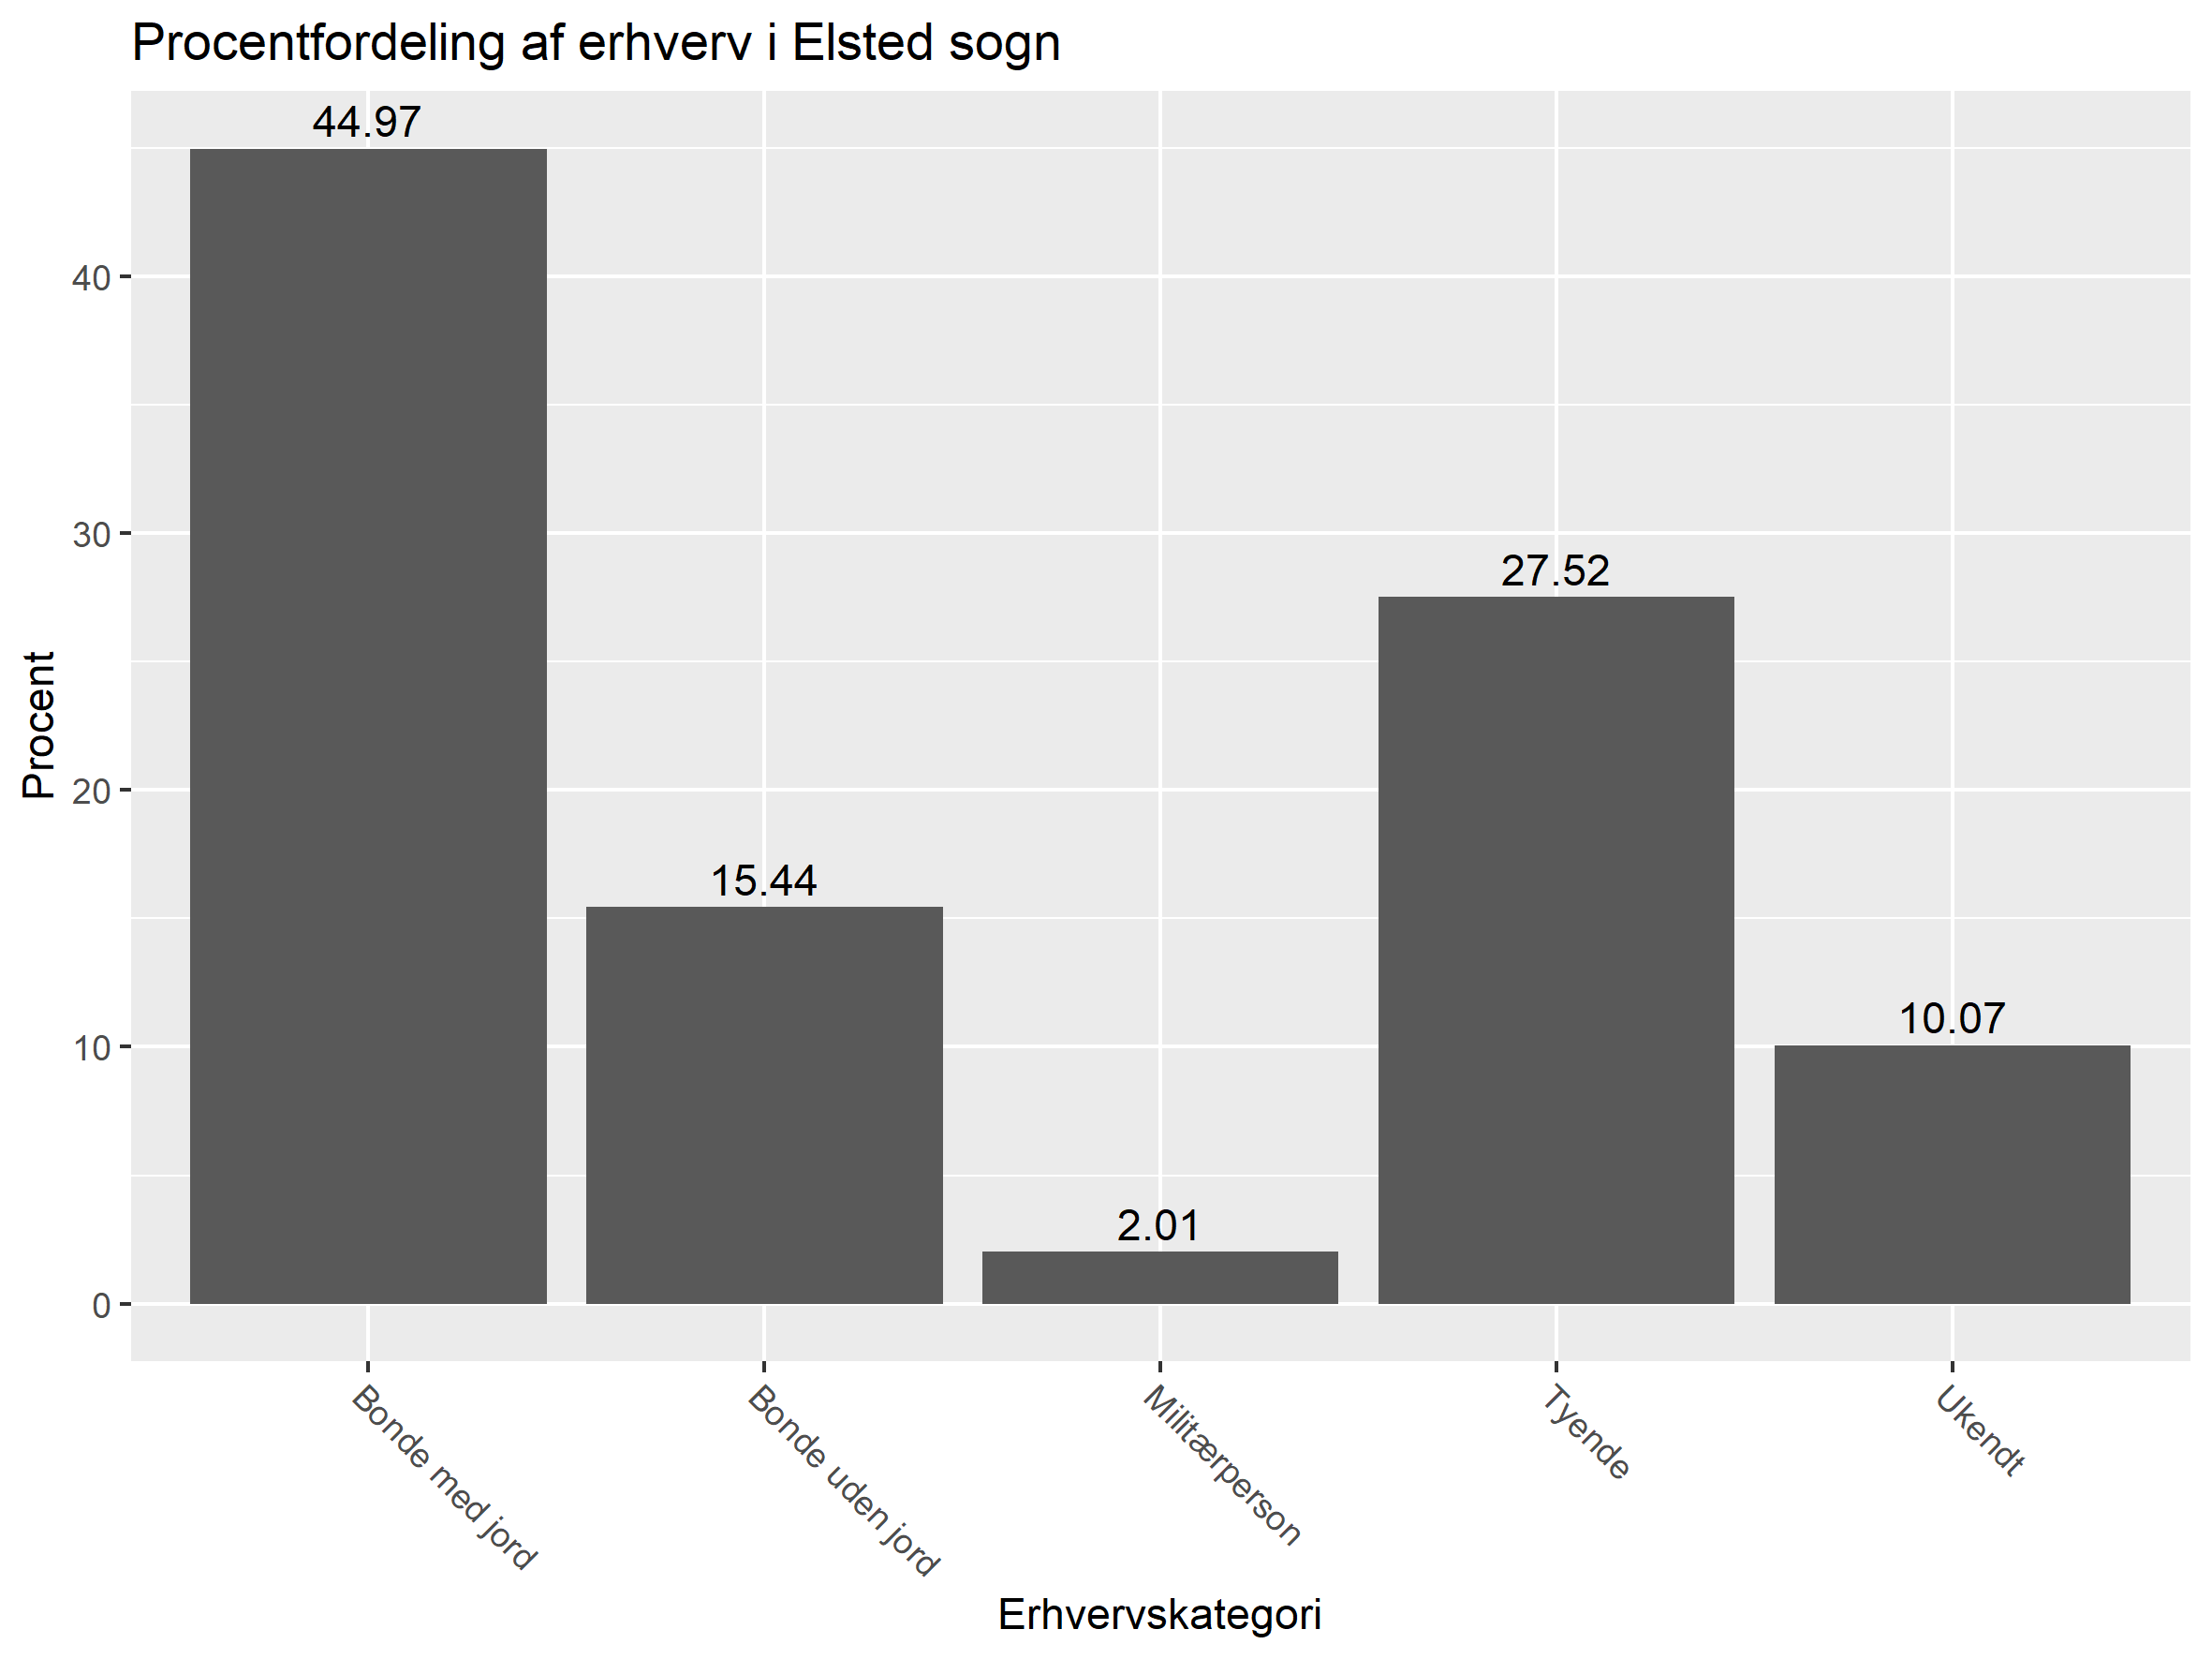 Procentfordeling af erhverv i Elsted sogn
44.97
15.44
2.01
27.52
10.07
Procent
40
30
20
10
0
Bonde med jord
Bonde uden jord
Militærperson
Tyende
Ukendt
Erhvervskategori